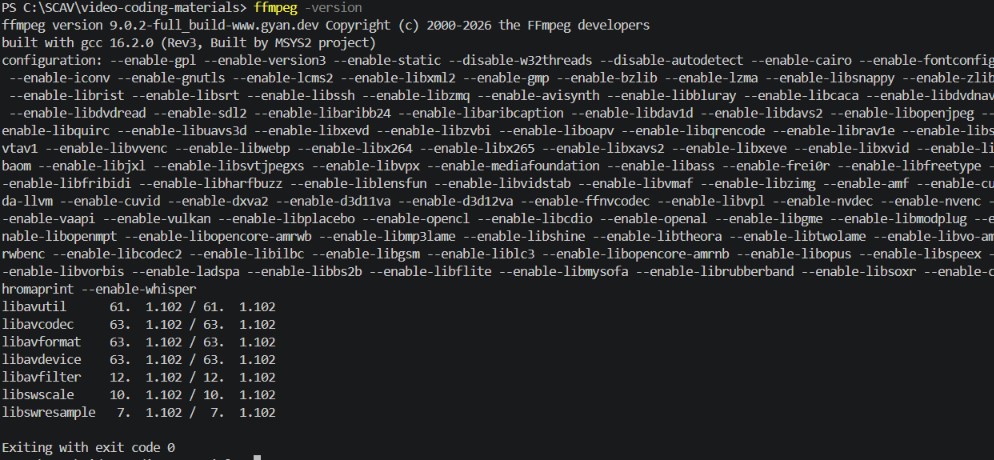 PS C:\SCAV\video-coding-materials> ffmpeg -version
ffmpeg version 9.0.2-full_build-www.gyan.dev Copyright (c) 2000-2026 the FFmpeg developers
built with gcc 16.2.0 (Rev3, Built by MSYS2 project)
configuration: --enable-gpl --enable-version3 --enable-static --disable-w32threads --disable-autodetect --enable-cairo --enable-fontconfig
 --enable-iconv --enable-gnutls --enable-lcms2 --enable-libxml2 --enable-gmp --enable-bzlib --enable-lzma --enable-libsnappy --enable-zlib
 --enable-librist --enable-libsrt --enable-libssh --enable-libzmq --enable-avisynth --enable-libbluray --enable-libcaca --enable-libdvdnav
 --enable-libdvdread --enable-sdl2 --enable-libaribb24 --enable-libaribcaption --enable-libdav1d --enable-libdavs2 --enable-libopenjpeg --
enable-libquirc --enable-libuavs3d --enable-libxevd --enable-libzvbi --enable-liboapv --enable-libqrencode --enable-librav1e --enable-libs
vtav1 --enable-libvvenc --enable-libwebp --enable-libx264 --enable-libx265 --enable-libxavs2 --enable-libxeve --enable-libxvid --enable-li
baom --enable-libjxl --enable-libsvtjpegxs --enable-libvpx --enable-mediafoundation --enable-libass --enable-frei0r --enable-libfreetype -
-enable-libfribidi --enable-libharfbuzz --enable-liblensfun --enable-libvidstab --enable-libvmaf --enable-libzimg --enable-amf --enable-cu
da-llvm --enable-cuvid --enable-dxva2 --enable-d3d11va --enable-d3d12va --enable-ffnvcodec --enable-libvpl --enable-nvdec --enable-nvenc -
-enable-vaapi --enable-vulkan --enable-libplacebo --enable-opencl --enable-libcdio --enable-openal --enable-libgme --enable-libmodplug --e
nable-libopenmpt --enable-libopencore-amrwb --enable-libmp3lame --enable-libshine --enable-libtheora --enable-libtwolame --enable-libvo-am
rwbenc --enable-libcodec2 --enable-libilbc --enable-libgsm --enable-liblc3 --enable-libopencore-amrnb --enable-libopus --enable-libspeex -
-enable-libvorbis --enable-ladspa --enable-libbs2b --enable-libflite --enable-libmysofa --enable-librubberband --enable-libsoxr --enable-c
hromaprint --enable-whisper
libavutil      61.  1.102 / 61.  1.102
libavcodec     63.  1.102 / 63.  1.102
libavformat    63.  1.102 / 63.  1.102
libavdevice    63.  1.102 / 63.  1.102
libavfilter    12.  1.102 / 12.  1.102
libswscale     10.  1.102 / 10.  1.102
libswresample   7.  1.102 /  7.  1.102
Exiting with exit code 0